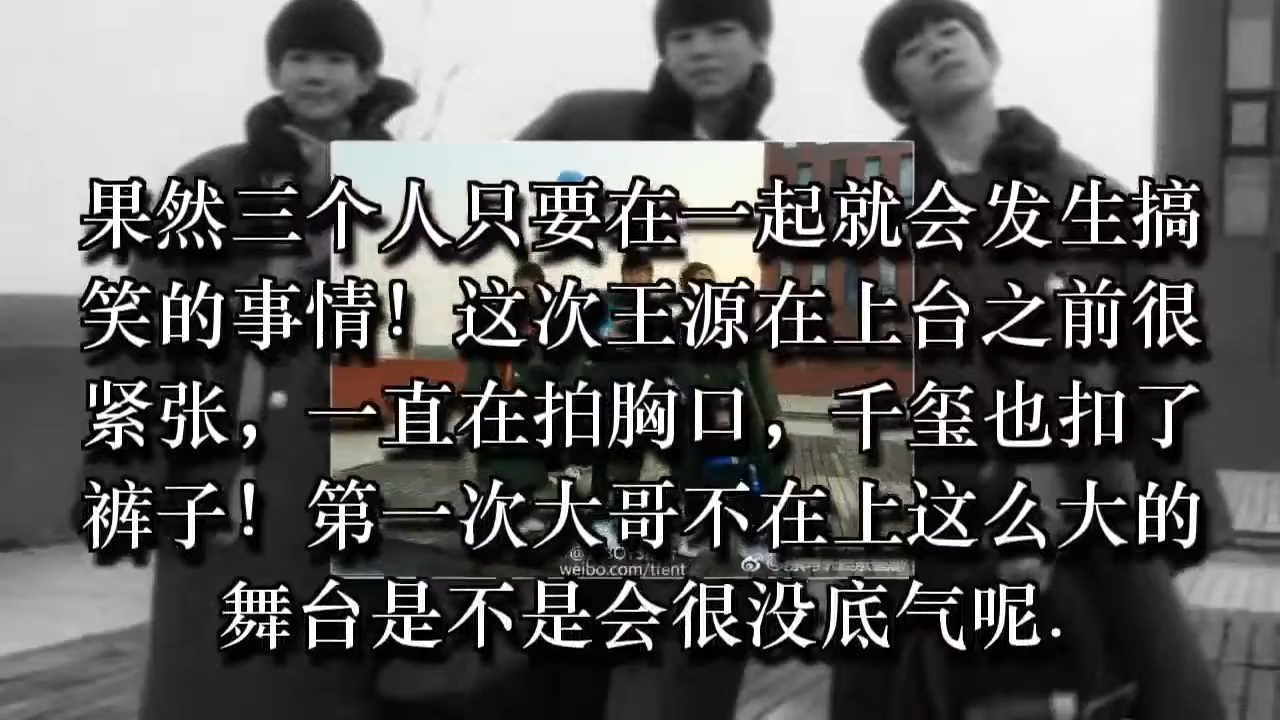 果然三个人只要在一起就会发生搞
笑的事情！这次王源在上台之前很
紧张，一直在拍胸口，千玺也扣了
裤子！第一次大哥不在上这么大的
舞台是不是会很没底气呢.
weibo.com/tfent